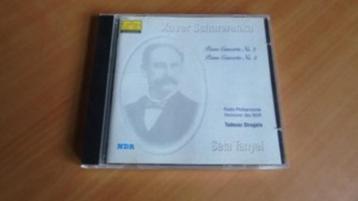 Xaver Scharwenka
Piano Concerto No. 2
Piano Concerto No. 3
Radio Philharmonie
Hannover des NDR
Tadeusz Strugala
NDR
Seta Tanyel